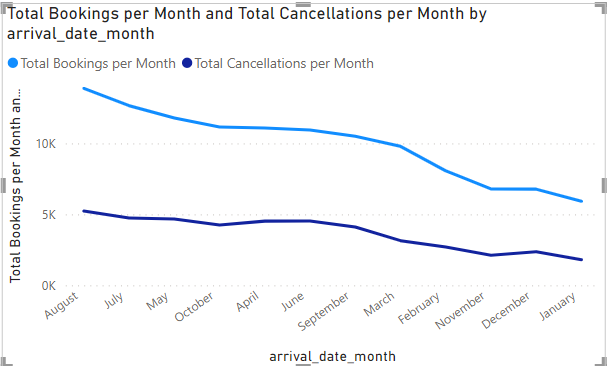 Total Bookings per Month and Total Cancellations per Month by
arrival_date_month
Total Bookings per Month Total Cancellations per Month
Total Bookings per Month an...
10K
5K
0K
August July May October April June September March February November December January
arrival_date_month